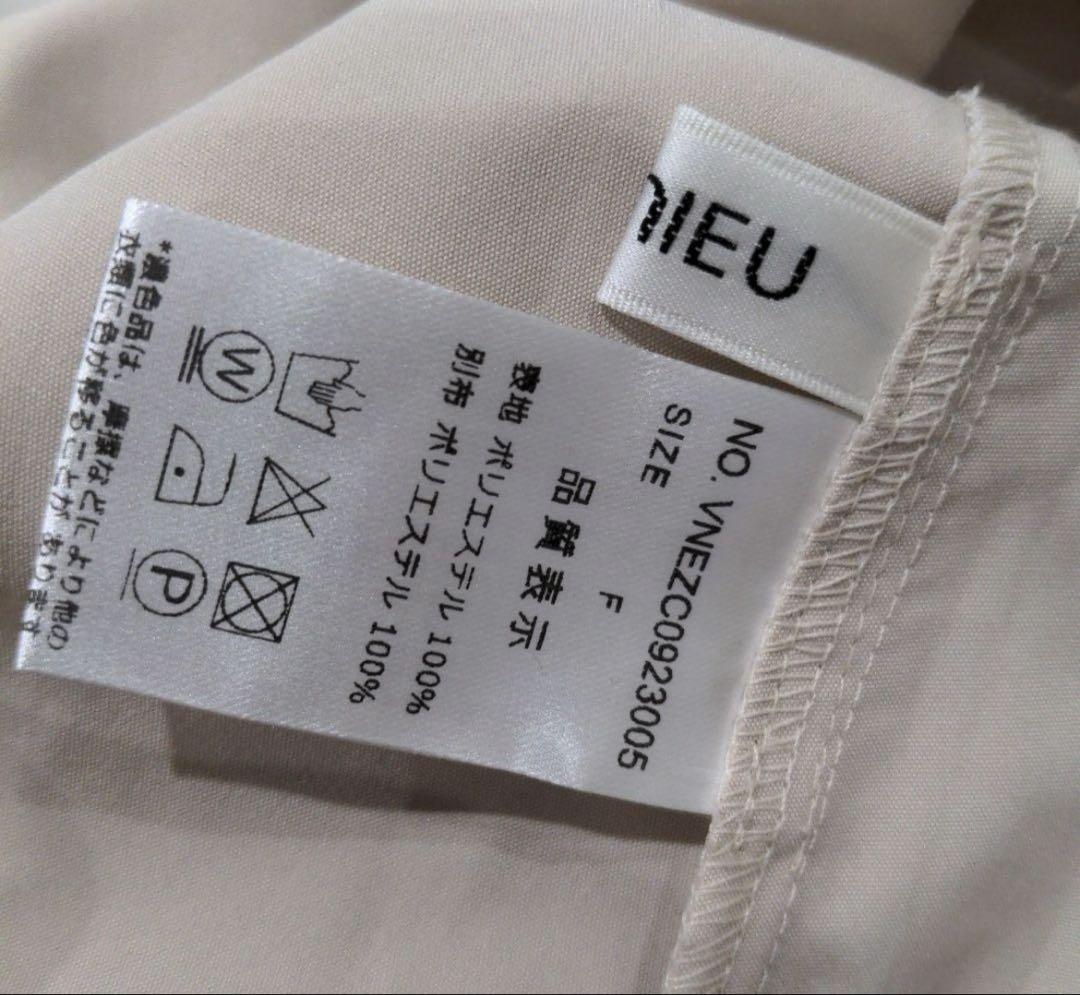 DIEU
NO. VNEZC0923005
SIZE F
品質表示
表地 ポリエステル 100%
別布 ポリエステル 100%
W
P
*濃色品は、摩擦などにより他の
衣類に色が移ることがあります